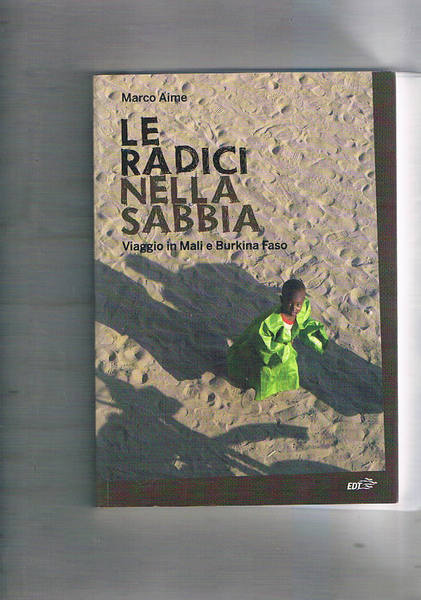 Marco Aime
LE
RADICI
NELLA
SABBIA
Viaggio in Mali e Burkina Faso
EDT